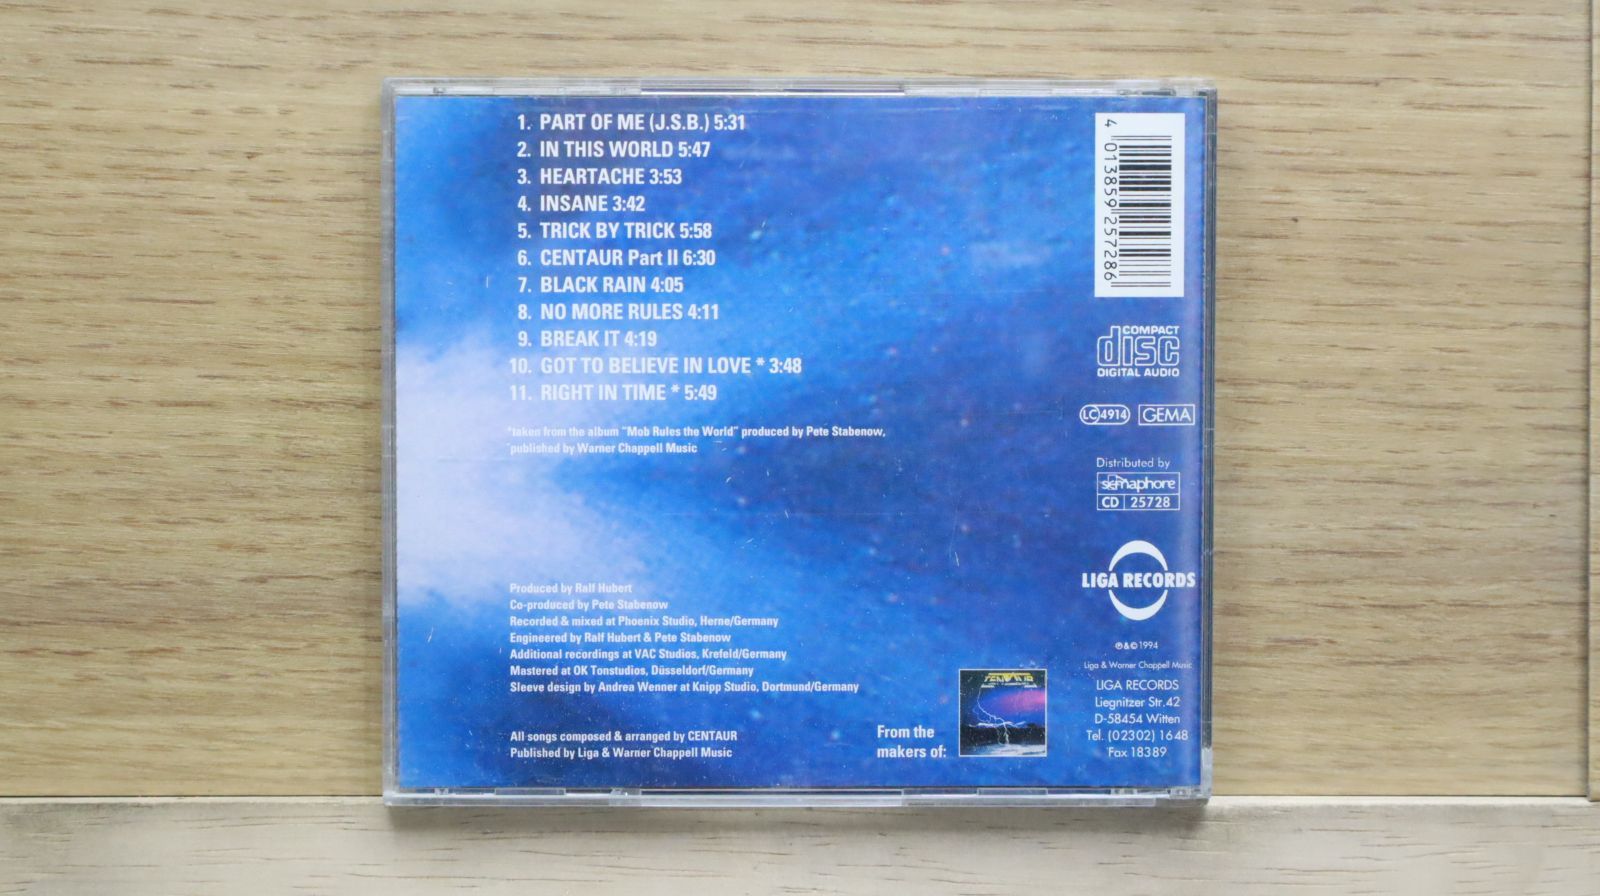 1. PART OF ME (J.S.B.) 5:31
2. IN THIS WORLD 5:47
3. HEARTACHE 3:53
4. INSANE 3:42
5. TRICK BY TRICK 5:58
6. CENTAUR Part II 6:30
7. BLACK RAIN 4:05
8. NO MORE RULES 4:11
9. BREAK IT 4:19
10. GOT TO BELIEVE IN LOVE * 3:48
11. RIGHT IN TIME * 5:49
*taken from the album "Mob Rules the World" produced by Pete Stabenow,
published by Warner Chappell Music
Produced by Ralf Hubert
Co-produced by Pete Stabenow
Recorded & mixed at Phoenix Studio, Herne/Germany
Engineered by Ralf Hubert & Pete Stabenow
Additional recordings at VAC Studios, Krefeld/Germany
Mastered at OK Tonstudios, Düsseldorf/Germany
Sleeve design by Andrea Wenner at Knipp Studio, Dortmund/Germany
All songs composed & arranged by CENTAUR
Published by Liga & Warner Chappell Music
From the
makers of:
4 013859 257286
COMPACT
disc
DIGITAL AUDIO
LC 4914 GEMA
Distributed by
semaphore
CD 25728
LIGA RECORDS
℗&© 1994
Liga & Warner Chappell Music
LIGA RECORDS
Liegnitzer Str.42
D-58454 Witten
Tel. (02302) 1648
Fax 18389